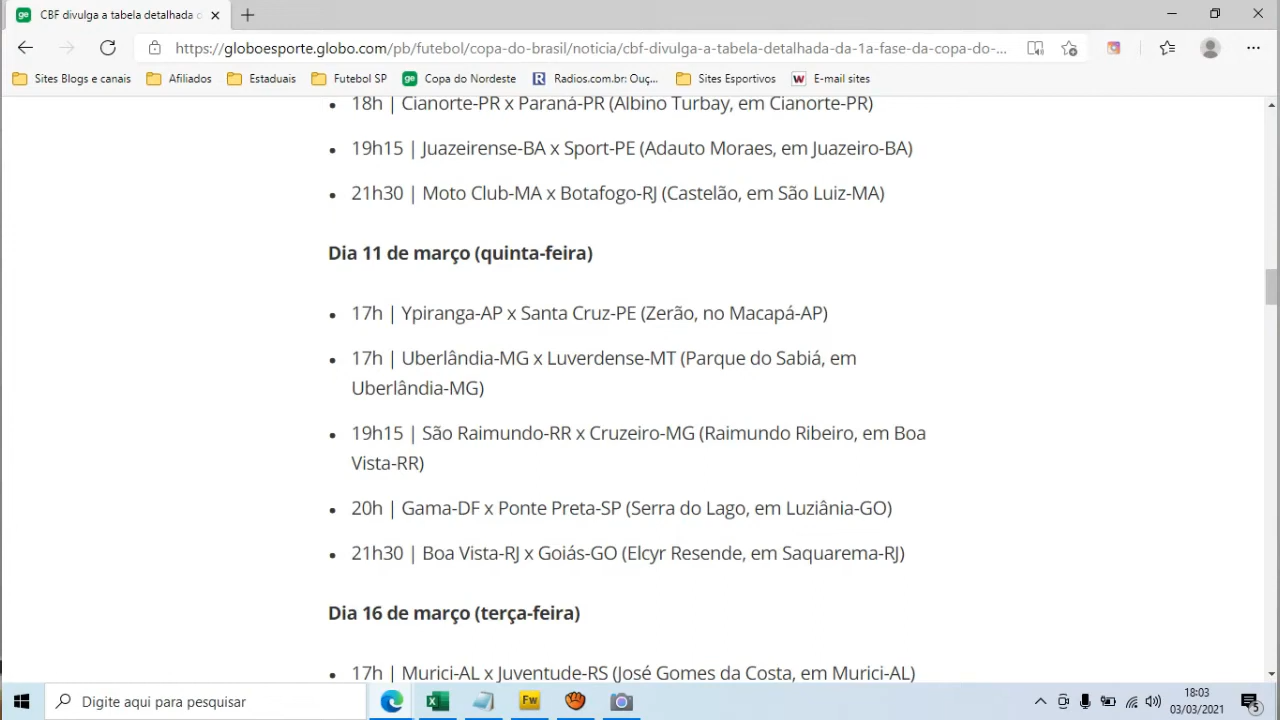 CBF divulga a tabela detalhada d
https://globoesporte.globo.com/pb/futebol/copa-do-brasil/noticia/cbf-divulga-a-tabela-detalhada-da-1a-fase-da-copa-do-...
Sites Blogs e canais Afiliados Estaduais Futebol SP Copa do Nordeste Radios.com.br: Ouç... Sites Esportivos E-mail sites
18h | Cianorte-PR x Paraná-PR (Albino Turbay, em Cianorte-PR)
19h15 | Juazeirense-BA x Sport-PE (Adauto Moraes, em Juazeiro-BA)
21h30 | Moto Club-MA x Botafogo-RJ (Castelão, em São Luiz-MA)
Dia 11 de março (quinta-feira)
17h | Ypiranga-AP x Santa Cruz-PE (Zerão, no Macapá-AP)
17h | Uberlândia-MG x Luverdense-MT (Parque do Sabiá, em
Uberlândia-MG)
19h15 | São Raimundo-RR x Cruzeiro-MG (Raimundo Ribeiro, em Boa
Vista-RR)
20h | Gama-DF x Ponte Preta-SP (Serra do Lago, em Luziânia-GO)
21h30 | Boa Vista-RJ x Goiás-GO (Elcyr Resende, em Saquarema-RJ)
Dia 16 de março (terça-feira)
17h | Murici-AL x Juventude-RS (José Gomes da Costa, em Murici-AL)
Digite aqui para pesquisar
Fw
18:03
03/03/2021
5